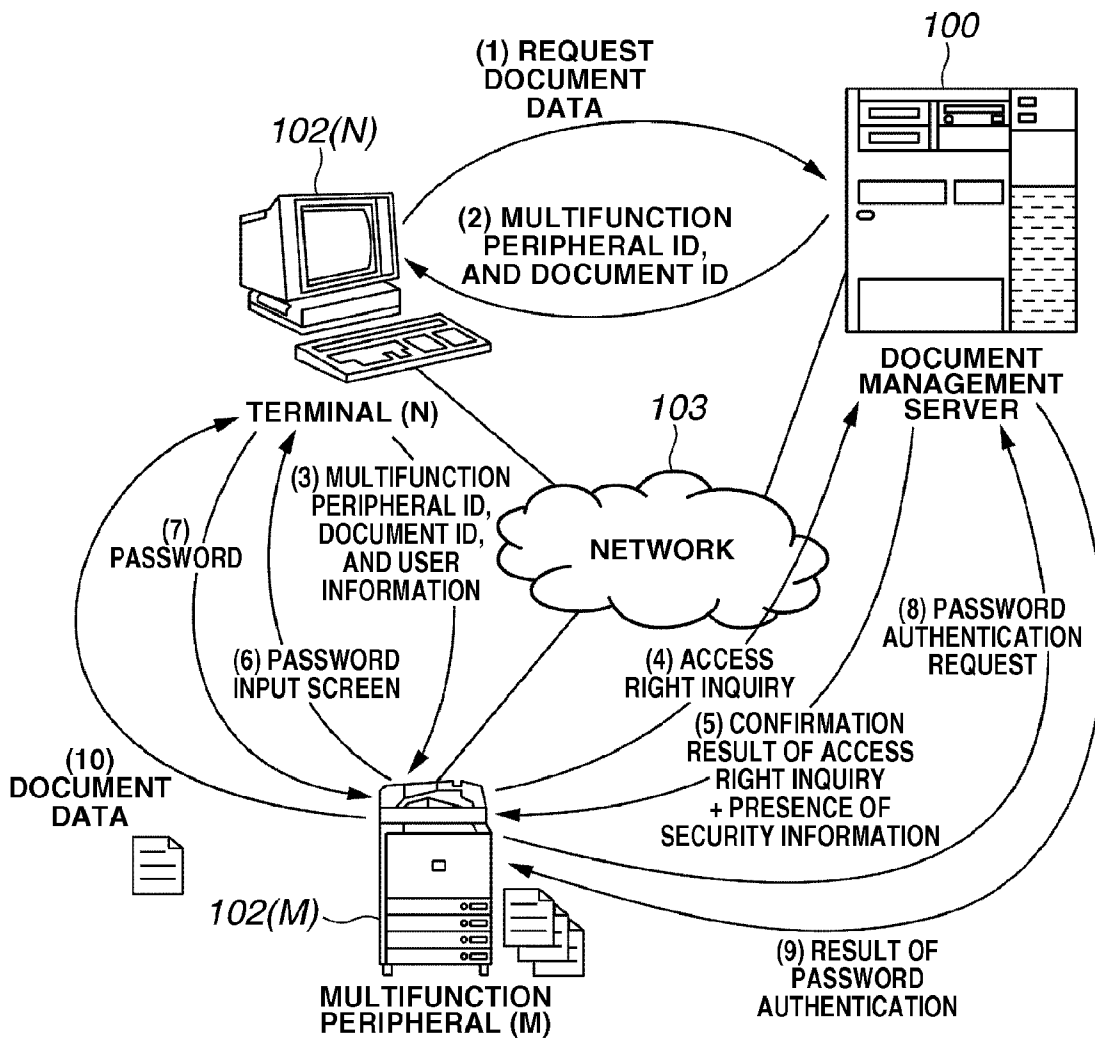 100
(1) REQUEST
DOCUMENT
DATA
102(N)
(2) MULTIFUNCTION
PERIPHERAL ID,
AND DOCUMENT ID
DOCUMENT
MANAGEMENT
SERVER
TERMINAL (N)
103
(3) MULTIFUNCTION
PERIPHERAL ID,
DOCUMENT ID,
AND USER
INFORMATION
(7)
PASSWORD
NETWORK
(8) PASSWORD
AUTHENTICATION
REQUEST
(6) PASSWORD
INPUT SCREEN
(4) ACCESS
RIGHT INQUIRY
(5) CONFIRMATION
RESULT OF ACCESS
RIGHT INQUIRY
+ PRESENCE OF
SECURITY INFORMATION
(10)
DOCUMENT
DATA
102(M)
(9) RESULT OF
PASSWORD
AUTHENTICATION
MULTIFUNCTION
PERIPHERAL (M)